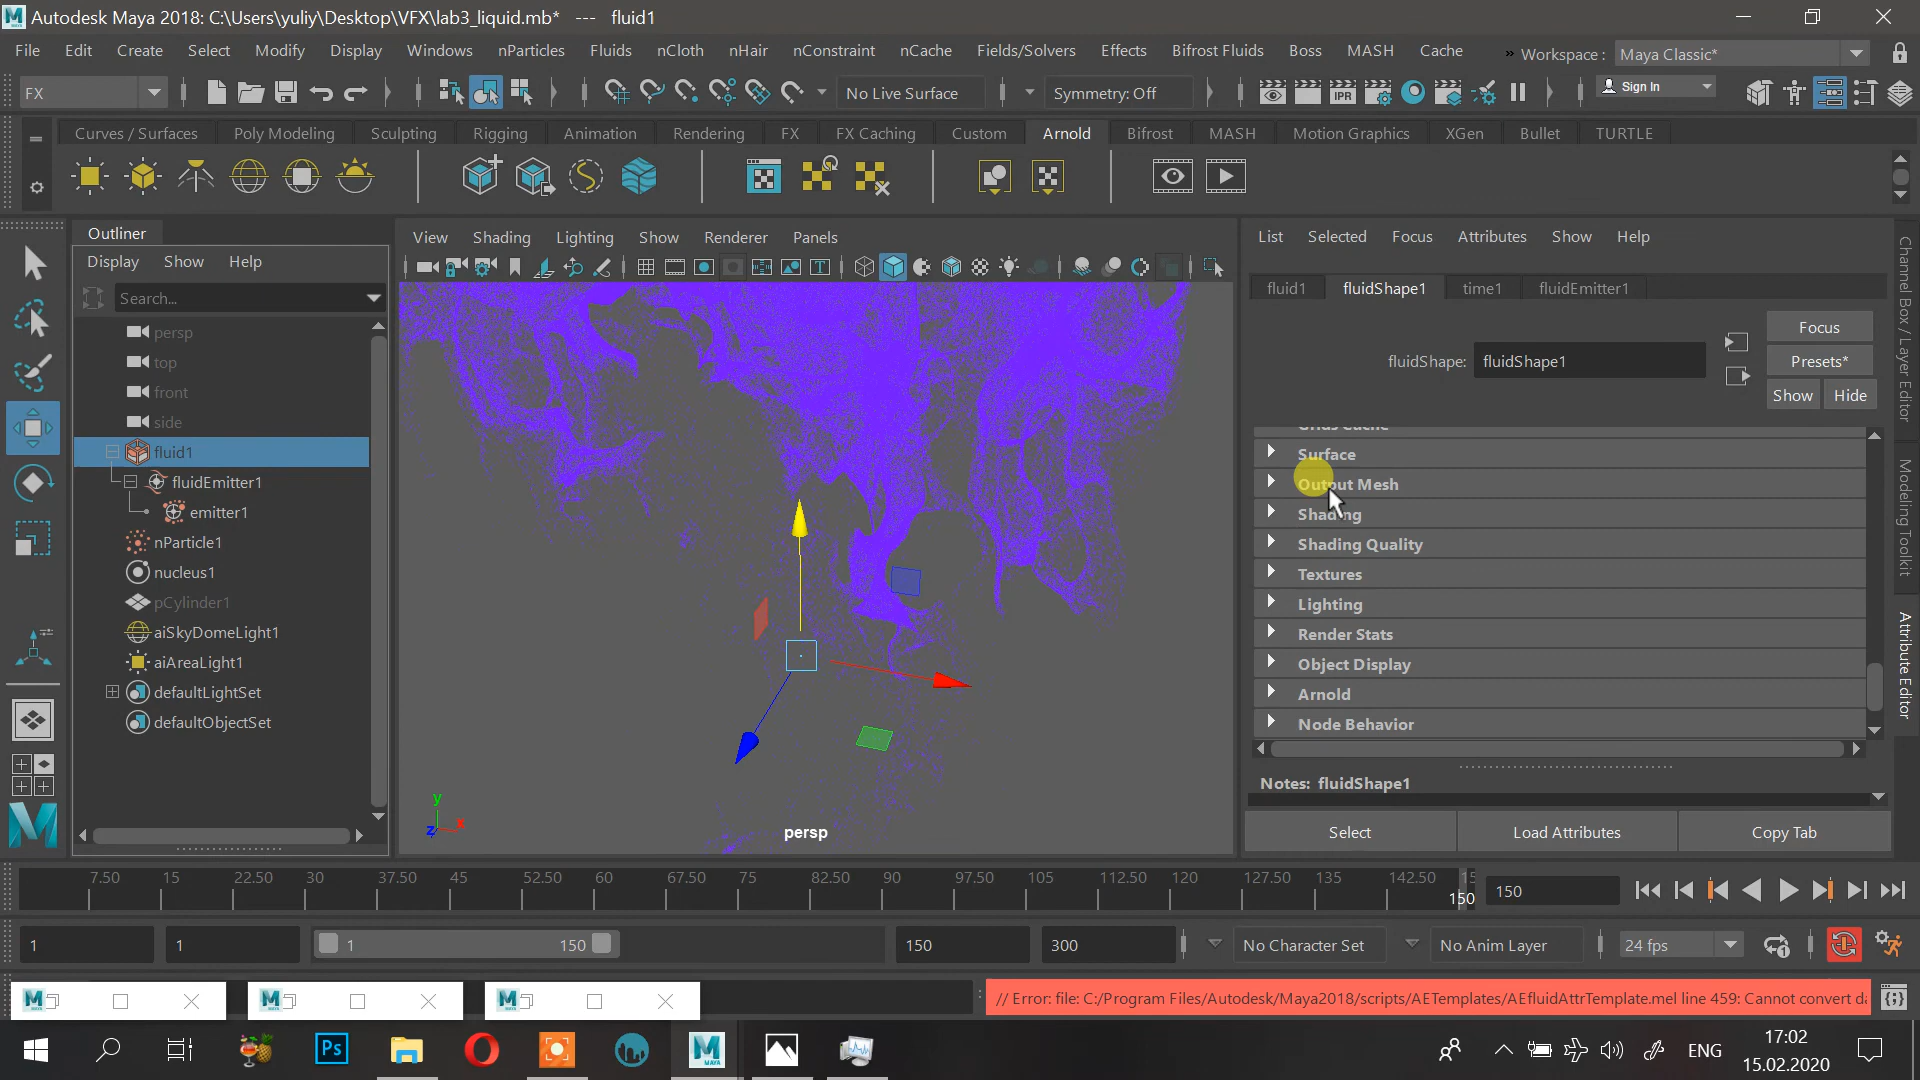 Autodesk Maya 2018: C:\Users\yuliy\Desktop\VFX\lab3_liquid.mb* --- fluid1
File Edit Create Select Modify Display Windows nParticles Fluids nCloth nHair nConstraint nCache Fields/Solvers Effects Bifrost Fluids Boss MASH Cache » Workspace : Maya Classic*
FX No Live Surface Symmetry: Off IPR Sign In
Curves / Surfaces Poly Modeling Sculpting Rigging Animation Rendering FX FX Caching Custom Arnold Bifrost MASH Motion Graphics XGen Bullet TURTLE
Outliner
Display Show Help
Search...
persp
top
front
side
fluid1
fluidEmitter1
emitter1
nParticle1
nucleus1
pCylinder1
aiSkyDomeLight1
aiAreaLight1
defaultLightSet
defaultObjectSet
View Shading Lighting Show Renderer Panels
y
z x
persp
List Selected Focus Attributes Show Help
fluid1 fluidShape1 time1 fluidEmitter1
fluidShape: fluidShape1
Focus
Presets*
Show Hide
Grids Cache
Surface
Output Mesh
Shading
Shading Quality
Textures
Lighting
Render Stats
Object Display
Arnold
Node Behavior
Notes: fluidShape1
Select Load Attributes Copy Tab
Channel Box / Layer Editor
Modeling Toolkit
Attribute Editor
7.50 15 22.50 30 37.50 45 52.50 60 67.50 75 82.50 90 97.50 105 112.50 120 127.50 135 142.50 15
150 150
1 1 1 150 150 300 No Character Set No Anim Layer 24 fps
// Error: file: C:/Program Files/Autodesk/Maya2018/scripts/AETemplates/AEfluidAttrTemplate.mel line 459: Cannot convert da
Ps MAYA ENG 17:02
15.02.2020